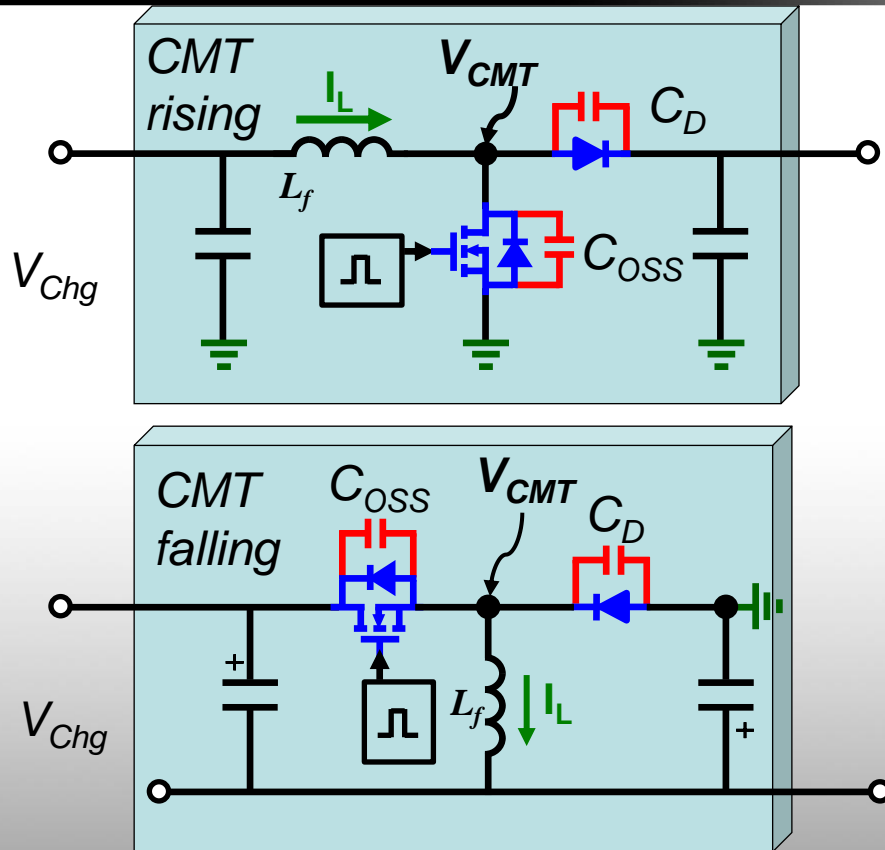 CMT
rising
I_L
V_CMT
C_D
L_f
C_OSS
V_Chg
CMT
falling
C_OSS
V_CMT
C_D
+
L_f
I_L
V_Chg
+